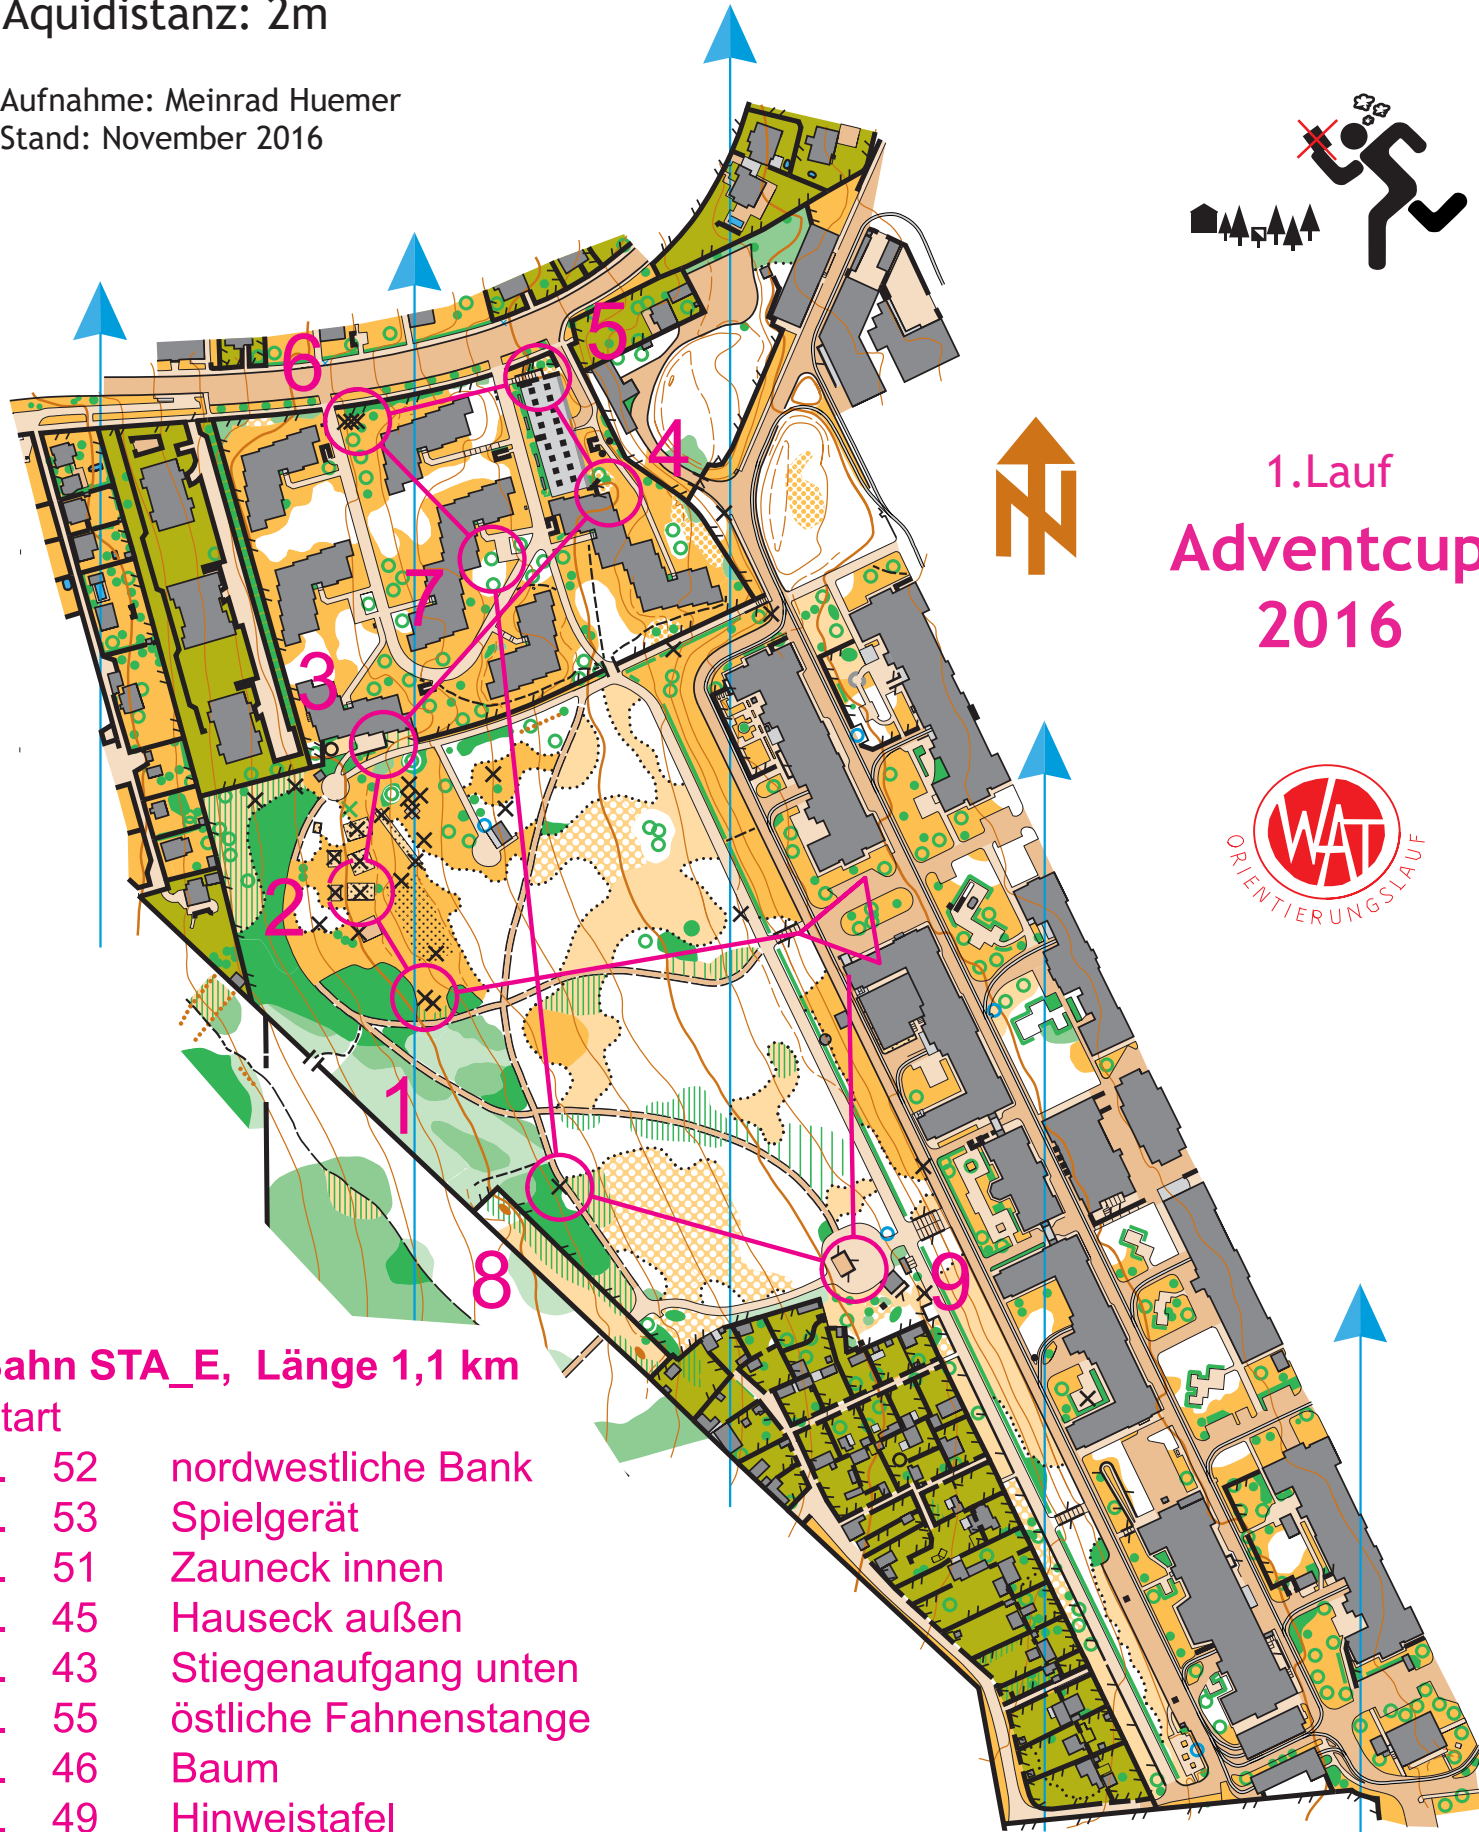 Äquidistanz: 2m
Aufnahme: Meinrad Huemer
Stand: November 2016
1.Lauf
Adventcup
2016
WAT
ORIENTIERUNGSLAUF
N
5
6
4
7
3
2
1
8
9
Bahn STA_E, Länge 1,1 km
tart
. 52 nordwestliche Bank
. 53 Spielgerät
. 51 Zauneck innen
. 45 Hauseck außen
. 43 Stiegenaufgang unten
. 55 östliche Fahnenstange
. 46 Baum
. 49 Hinweistafel